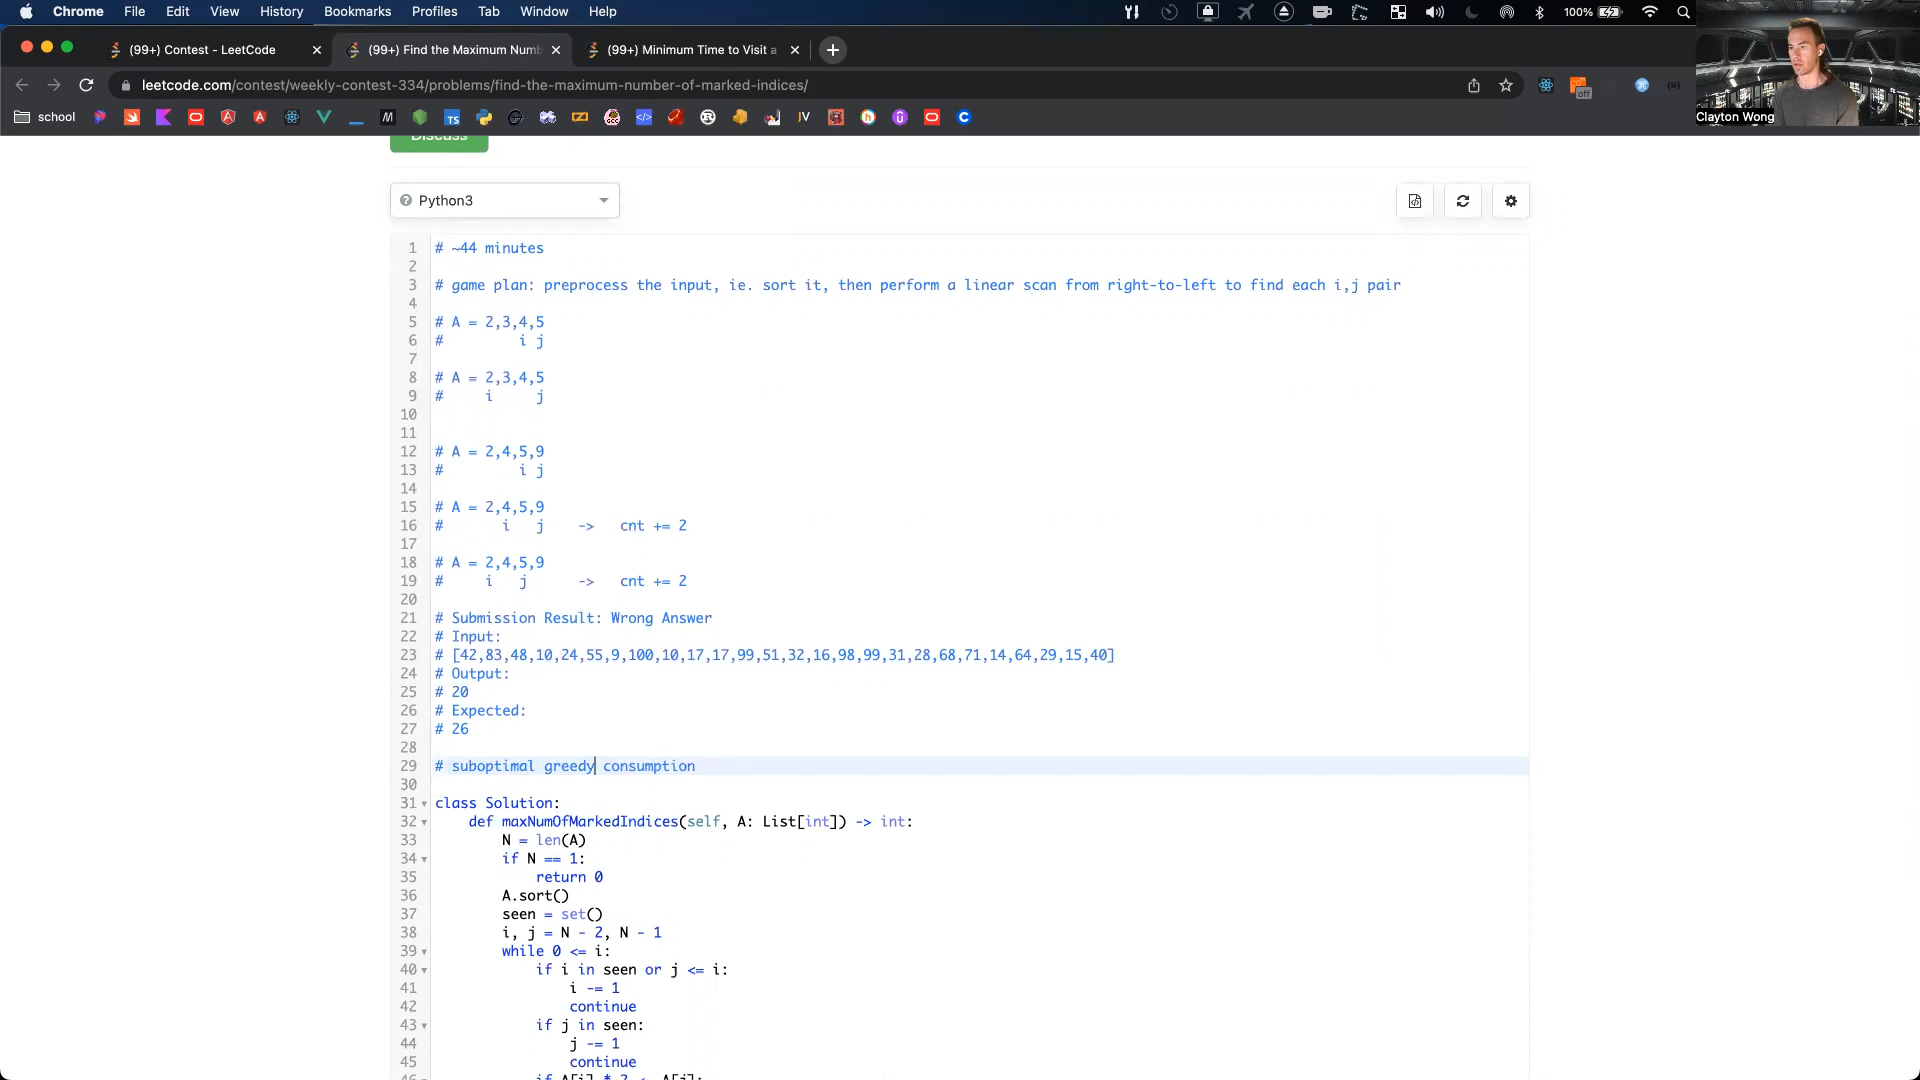 Chrome File Edit View History Bookmarks Profiles Tab Window Help 100%
(99+) Contest - LeetCode
(99+) Find the Maximum Numb
(99+) Minimum Time to Visit a
leetcode.com/contest/weekly-contest-334/problems/find-the-maximum-number-of-marked-indices/
off
school
TS
JV
Clayton Wong
Discuss
Python3
1 # ~44 minutes
2
3 # game plan: preprocess the input, ie. sort it, then perform a linear scan from right-to-left to find each i,j pair
4
5 # A = 2,3,4,5
6 # i j
7
8 # A = 2,3,4,5
9 # i j
10
11
12 # A = 2,4,5,9
13 # i j
14
15 # A = 2,4,5,9
16 # i j -> cnt += 2
17
18 # A = 2,4,5,9
19 # i j -> cnt += 2
20
21 # Submission Result: Wrong Answer
22 # Input:
23 # [42,83,48,10,24,55,9,100,10,17,17,99,51,32,16,98,99,31,28,68,71,14,64,29,15,40]
24 # Output:
25 # 20
26 # Expected:
27 # 26
28
29 # suboptimal greedy consumption
30
31 class Solution:
32 def maxNumOfMarkedIndices(self, A: List[int]) -> int:
33 N = len(A)
34 if N == 1:
35 return 0
36 A.sort()
37 seen = set()
38 i, j = N - 2, N - 1
39 while 0 <= i:
40 if i in seen or j <= i:
41 i -= 1
42 continue
43 if j in seen:
44 j -= 1
45 continue
46 if A[i] * 2 <= A[j]: